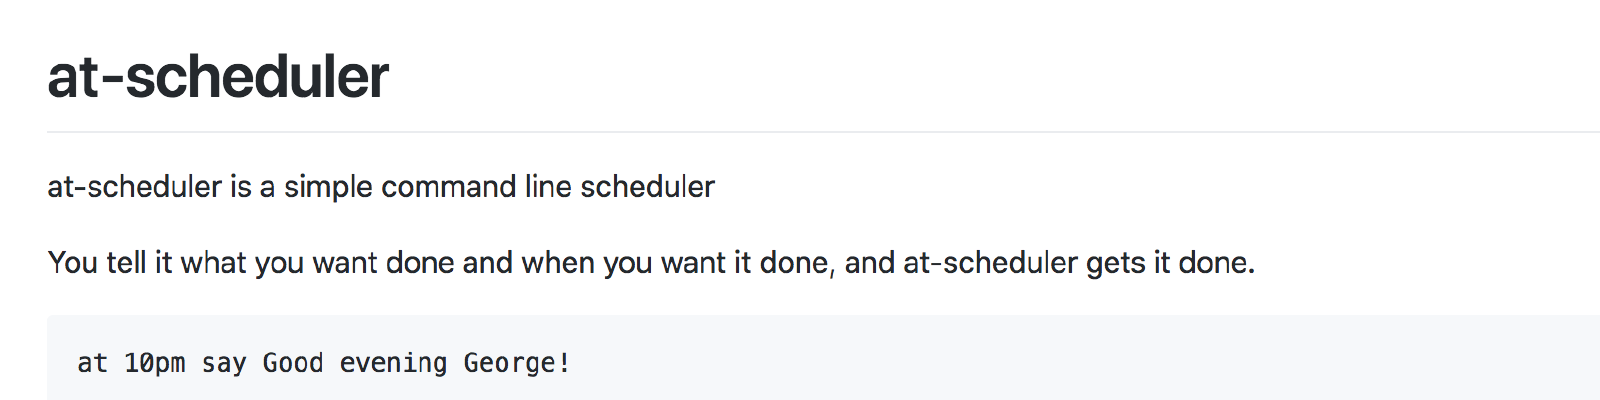 at-scheduler
at-scheduler is a simple command line scheduler
You tell it what you want done and when you want it done, and at-scheduler gets it done.
at 10pm say Good evening George!